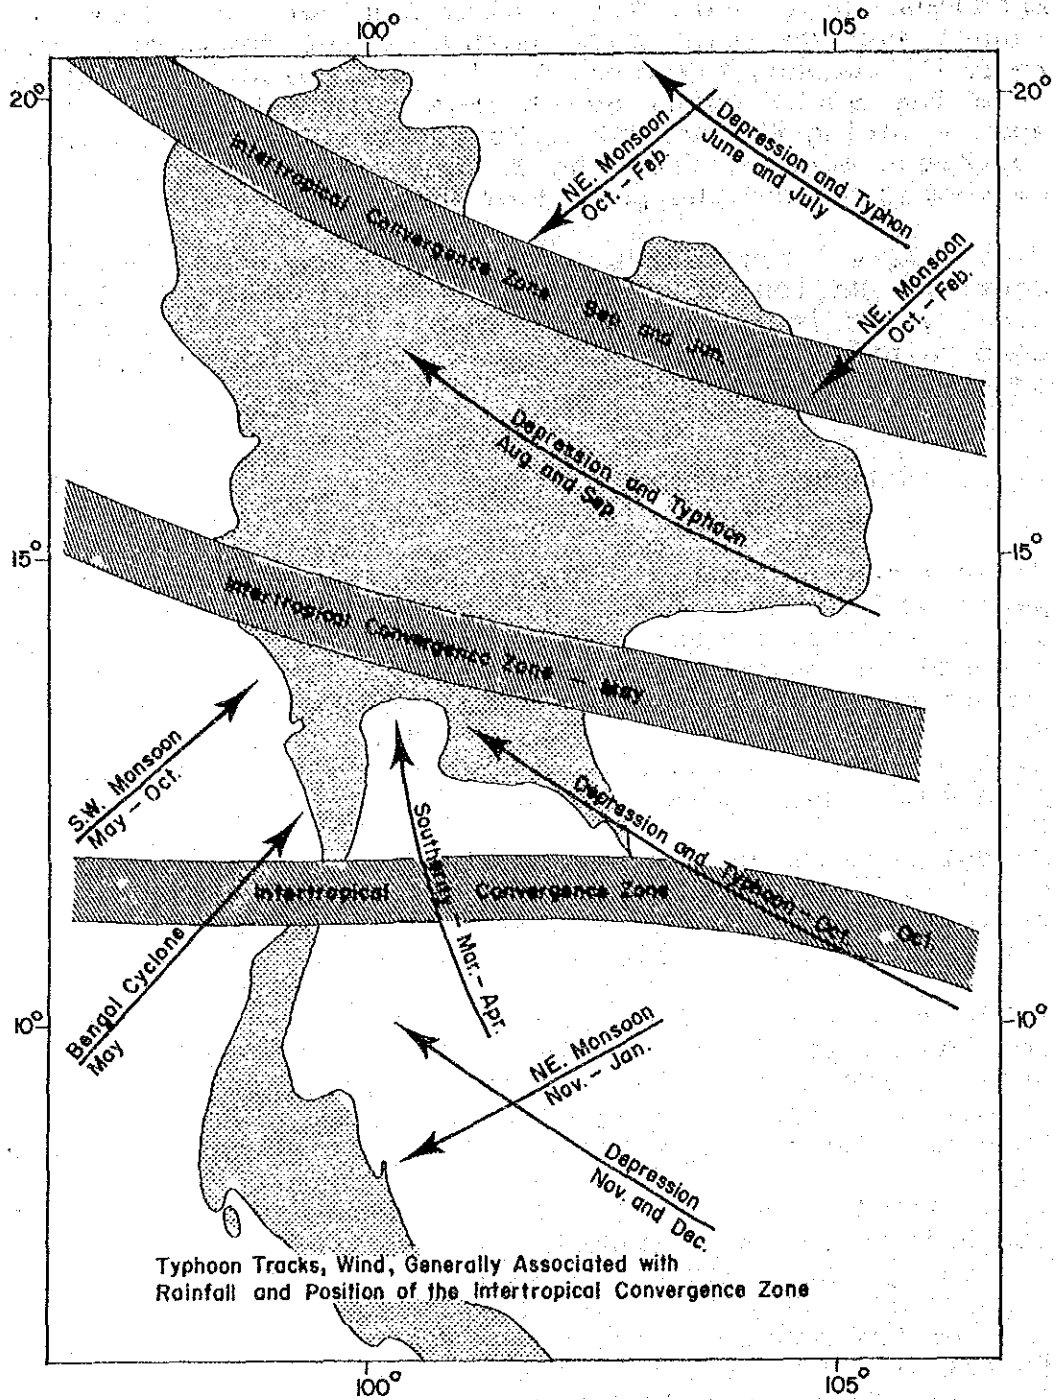 100°
105°
20°
20°
Depression and Typhon
June and July
NE. Monsoon
Oct. - Feb.
Intertropical Convergence Zone Sep. and Jun.
NE. Monsoon
Oct. - Feb.
Depression and Typhoon
Aug. and Sep.
15°
15°
Intertropical Convergence Zone - May
S.W. Monsoon
May - Oct.
Southerly - Mar. - Apr.
Depression and Typhoon - Oct.
Intertropical Convergence Zone Oct.
Bengal Cyclone
May
10°
10°
NE. Monsoon
Nov. - Jan.
Depression
Nov. and Dec.
Typhoon Tracks, Wind, Generally Associated with
Rainfall and Position of the Intertropical Convergence Zone
100°
105°